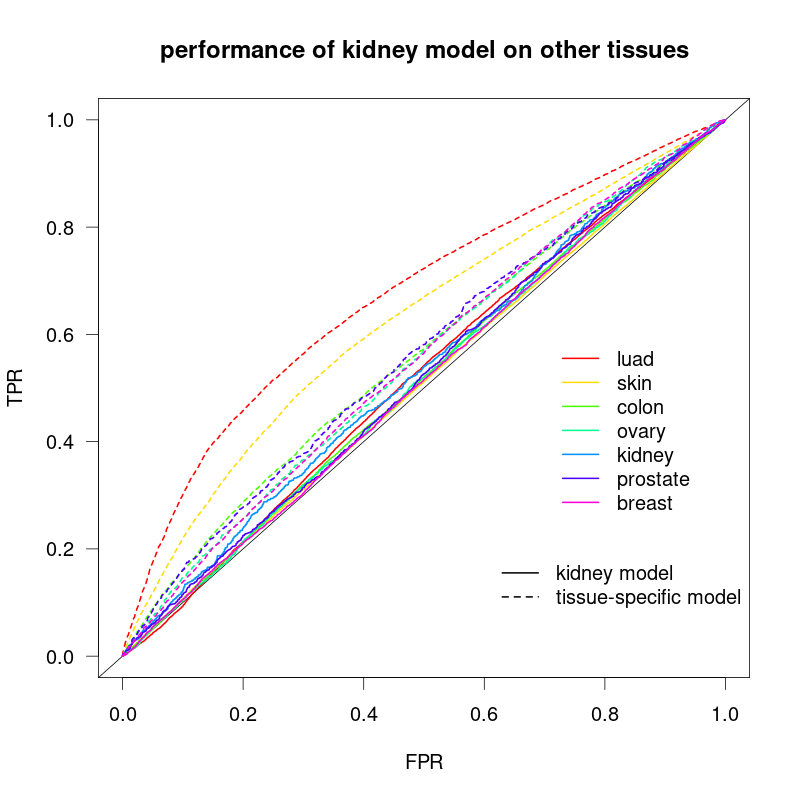 performance of kidney model on other tissues
TPR
1.0
0.8
0.6
0.4
0.2
0.0
luad
skin
colon
ovary
kidney
prostate
breast
kidney model
tissue-specific model
0.0 0.2 0.4 0.6 0.8 1.0
FPR